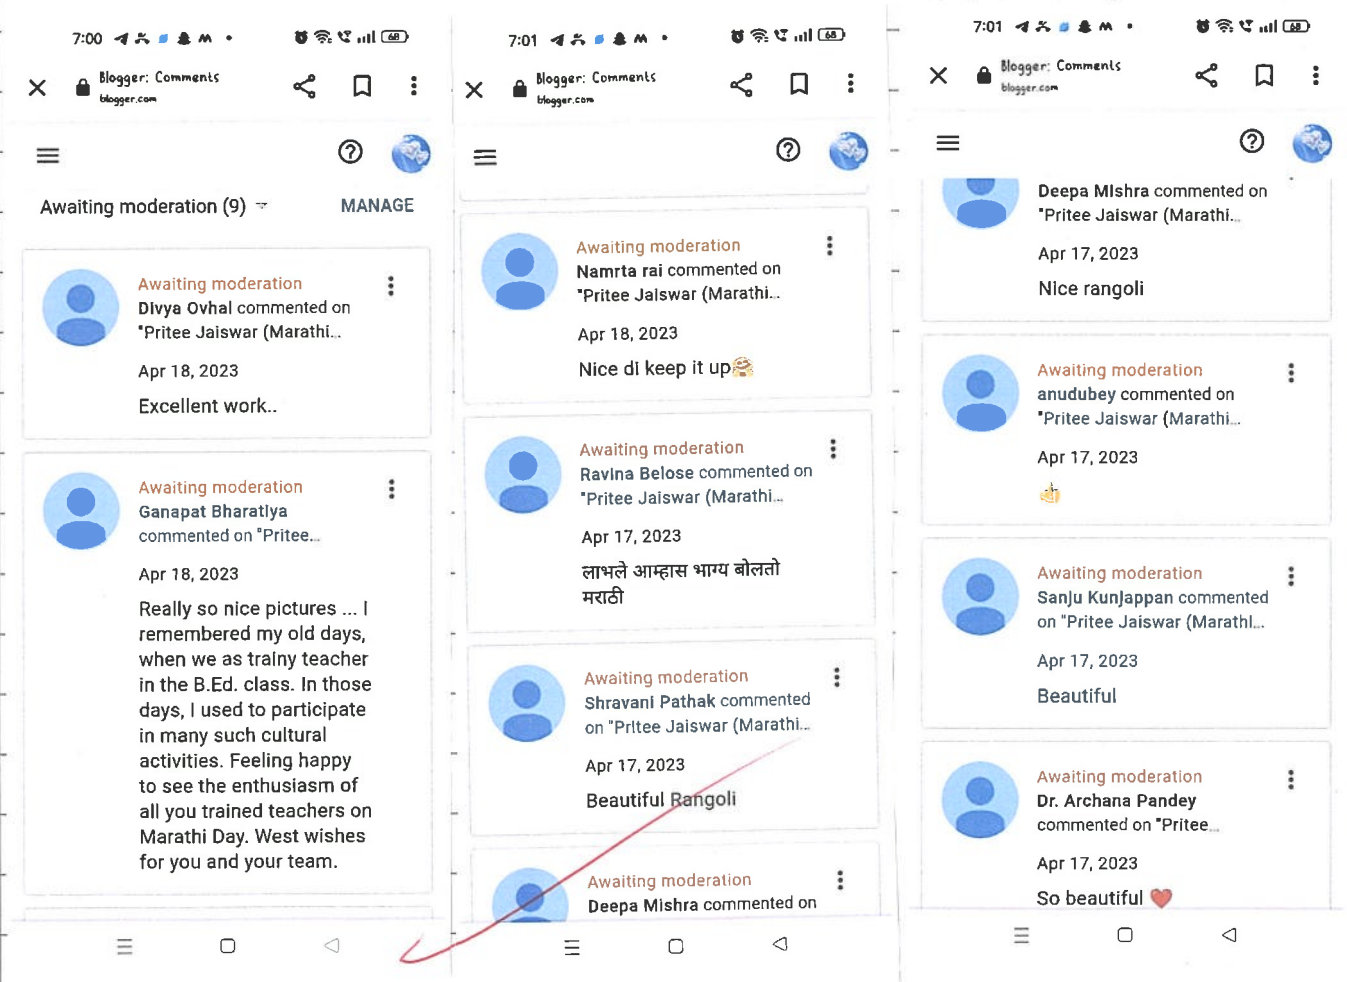 7:00
68
Blogger: Comments
blogger.com
Awaiting moderation (9)
MANAGE
Awaiting moderation
Divya Ovhal commented on
"Pritee Jaiswar (Marathi...
Apr 18, 2023
Excellent work..
Awaiting moderation
Ganapat Bharatiya
commented on "Pritee...
Apr 18, 2023
Really so nice pictures ... I
remembered my old days,
when we as trainy teacher
in the B.Ed. class. In those
days, I used to participate
in many such cultural
activities. Feeling happy
to see the enthusiasm of
all you trained teachers on
Marathi Day. West wishes
for you and your team.
7:01
68
Blogger: Comments
blogger.com
Awaiting moderation
Namrta rai commented on
"Pritee Jaiswar (Marathi...
Apr 18, 2023
Nice di keep it up🤗
Awaiting moderation
Ravina Belose commented on
"Pritee Jaiswar (Marathi...
Apr 17, 2023
लाभले आम्हास भाग्य बोलतो
मराठी
Awaiting moderation
Shravani Pathak commented
on "Pritee Jaiswar (Marathi...
Apr 17, 2023
Beautiful Rangoli
Awaiting moderation
Deepa Mishra commented on
7:01
68
Blogger: Comments
blogger.com
Deepa Mishra commented on
"Pritee Jaiswar (Marathi...
Apr 17, 2023
Nice rangoli
Awaiting moderation
anudubey commented on
"Pritee Jaiswar (Marathi...
Apr 17, 2023
👍
Awaiting moderation
Sanju Kunjappan commented
on "Pritee Jaiswar (Marathi...
Apr 17, 2023
Beautiful
Awaiting moderation
Dr. Archana Pandey
commented on "Pritee...
Apr 17, 2023
So beautiful ❤️